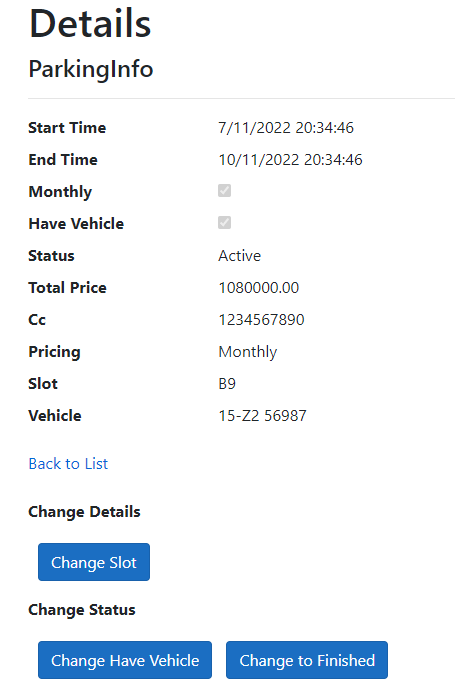 Details
ParkingInfo
Start Time 7/11/2022 20:34:46
End Time 10/11/2022 20:34:46
Monthly
Have Vehicle
Status Active
Total Price 1080000.00
Cc 1234567890
Pricing Monthly
Slot B9
Vehicle 15-Z2 56987
Back to List
Change Details
Change Slot
Change Status
Change Have Vehicle Change to Finished